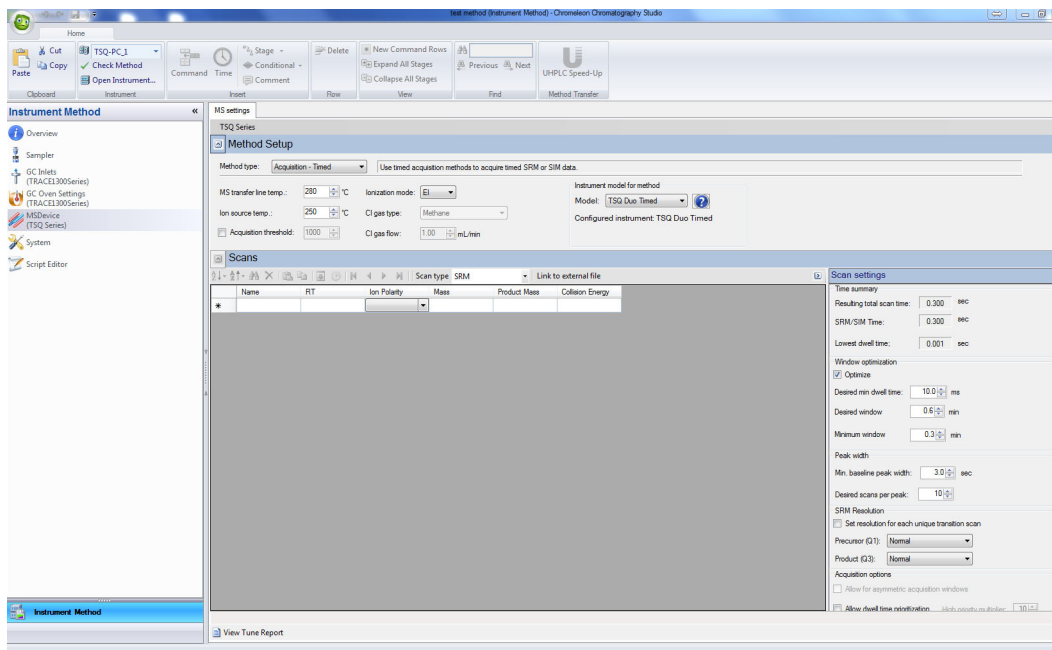 test method (Instrument Method) - Chromeleon Chromatography Studio
Home
Cut
Copy
Paste
Clipboard
TSQ-PC_1
Check Method
Open Instrument...
Instrument
Command
Time
Stage
Conditional
Comment
Insert
Delete
Row
New Command Rows
Expand All Stages
Collapse All Stages
View
Previous
Next
Find
UHPLC Speed-Up
Method Transfer
Instrument Method «
Overview
Sampler
GC Inlets
(TRACE1300Series)
GC Oven Settings
(TRACE1300Series)
MSDevice
(TSQ Series)
System
Script Editor
Instrument Method
MS settings
TSQ Series
Method Setup
Method type: Acquisition - Timed Use timed acquisition methods to acquire timed SRM or SIM data.
MS transfer line temp.: 280 °C Ionization mode: EI
Ion source temp.: 250 °C CI gas type: Methane
Acquisition threshold: 1000 CI gas flow: 1.00 mL/min
Instrument model for method
Model: TSQ Duo Timed
Configured instrument: TSQ Duo Timed
Scans
Scan type SRM Link to external file
Name RT Ion Polarity Mass Product Mass Collision Energy
*
Scan settings
Time summary
Resulting total scan time: 0.300 sec
SRM/SIM Time: 0.300 sec
Lowest dwell time: 0.001 sec
Window optimization
Optimize
Desired min dwell time: 10.0 ms
Desired window 0.6 min
Minimum window 0.3 min
Peak width
Min. baseline peak width: 3.0 sec
Desired scans per peak: 10
SRM Resolution
Set resolution for each unique transition scan
Precursor (Q1): Normal
Product (Q3): Normal
Acquisition options
Allow for asymmetric acquisition windows
Allow dwell time prioritization High priority multiplier: 10
View Tune Report